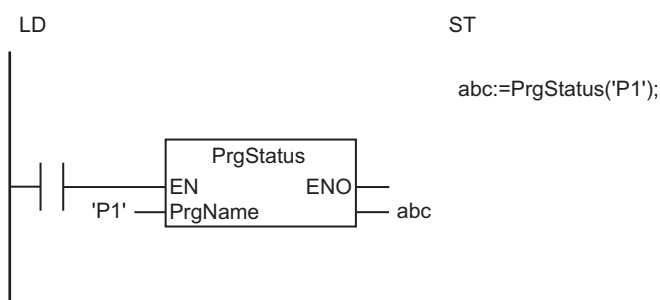 LD
ST
abc:=PrgStatus('P1');
PrgStatus
EN ENO
'P1' PrgName abc